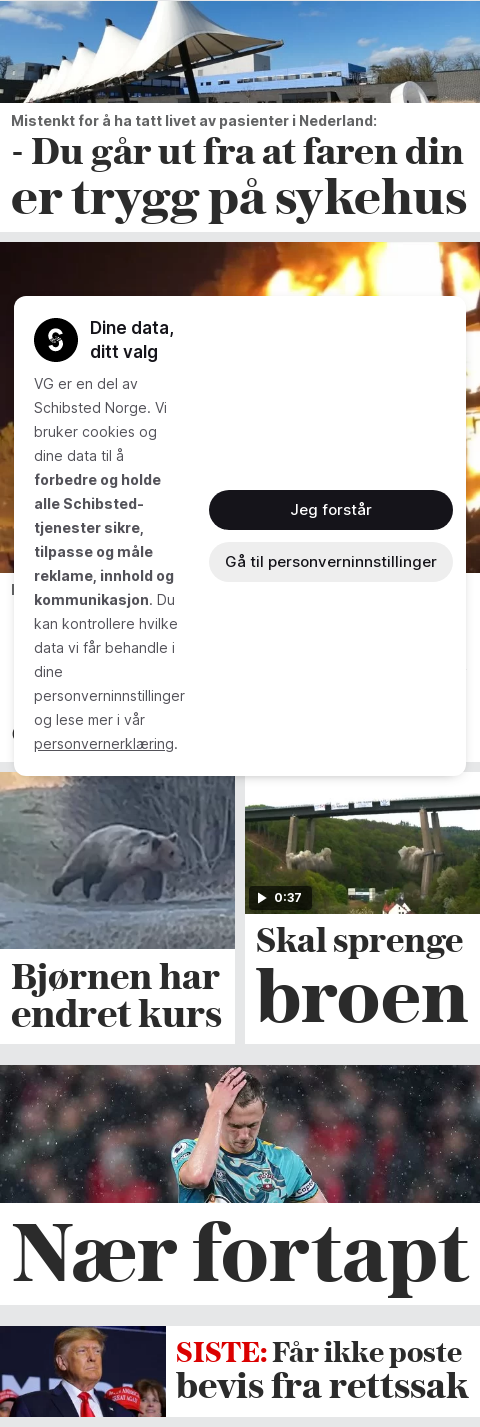 Mistenkt for å ha tatt livet av pasienter i Nederland:
- Du går ut fra at faren din
er trygg på sykehus
Dine data,
ditt valg
VG er en del av
Schibsted Norge. Vi
bruker cookies og
dine data til å
forbedre og holde
alle Schibsted-
tjenester sikre,
tilpasse og måle
reklame, innhold og
kommunikasjon. Du
kan kontrollere hvilke
data vi får behandle i
dine
personverninnstillinger
og lese mer i vår
personvernerklæring.
Jeg forstår
Gå til personverninnstillinger
0:37
Bjørnen har
endret kurs
Skal sprenge
broen
Nær fortapt
SISTE: Får ikke poste
bevis fra rettssak